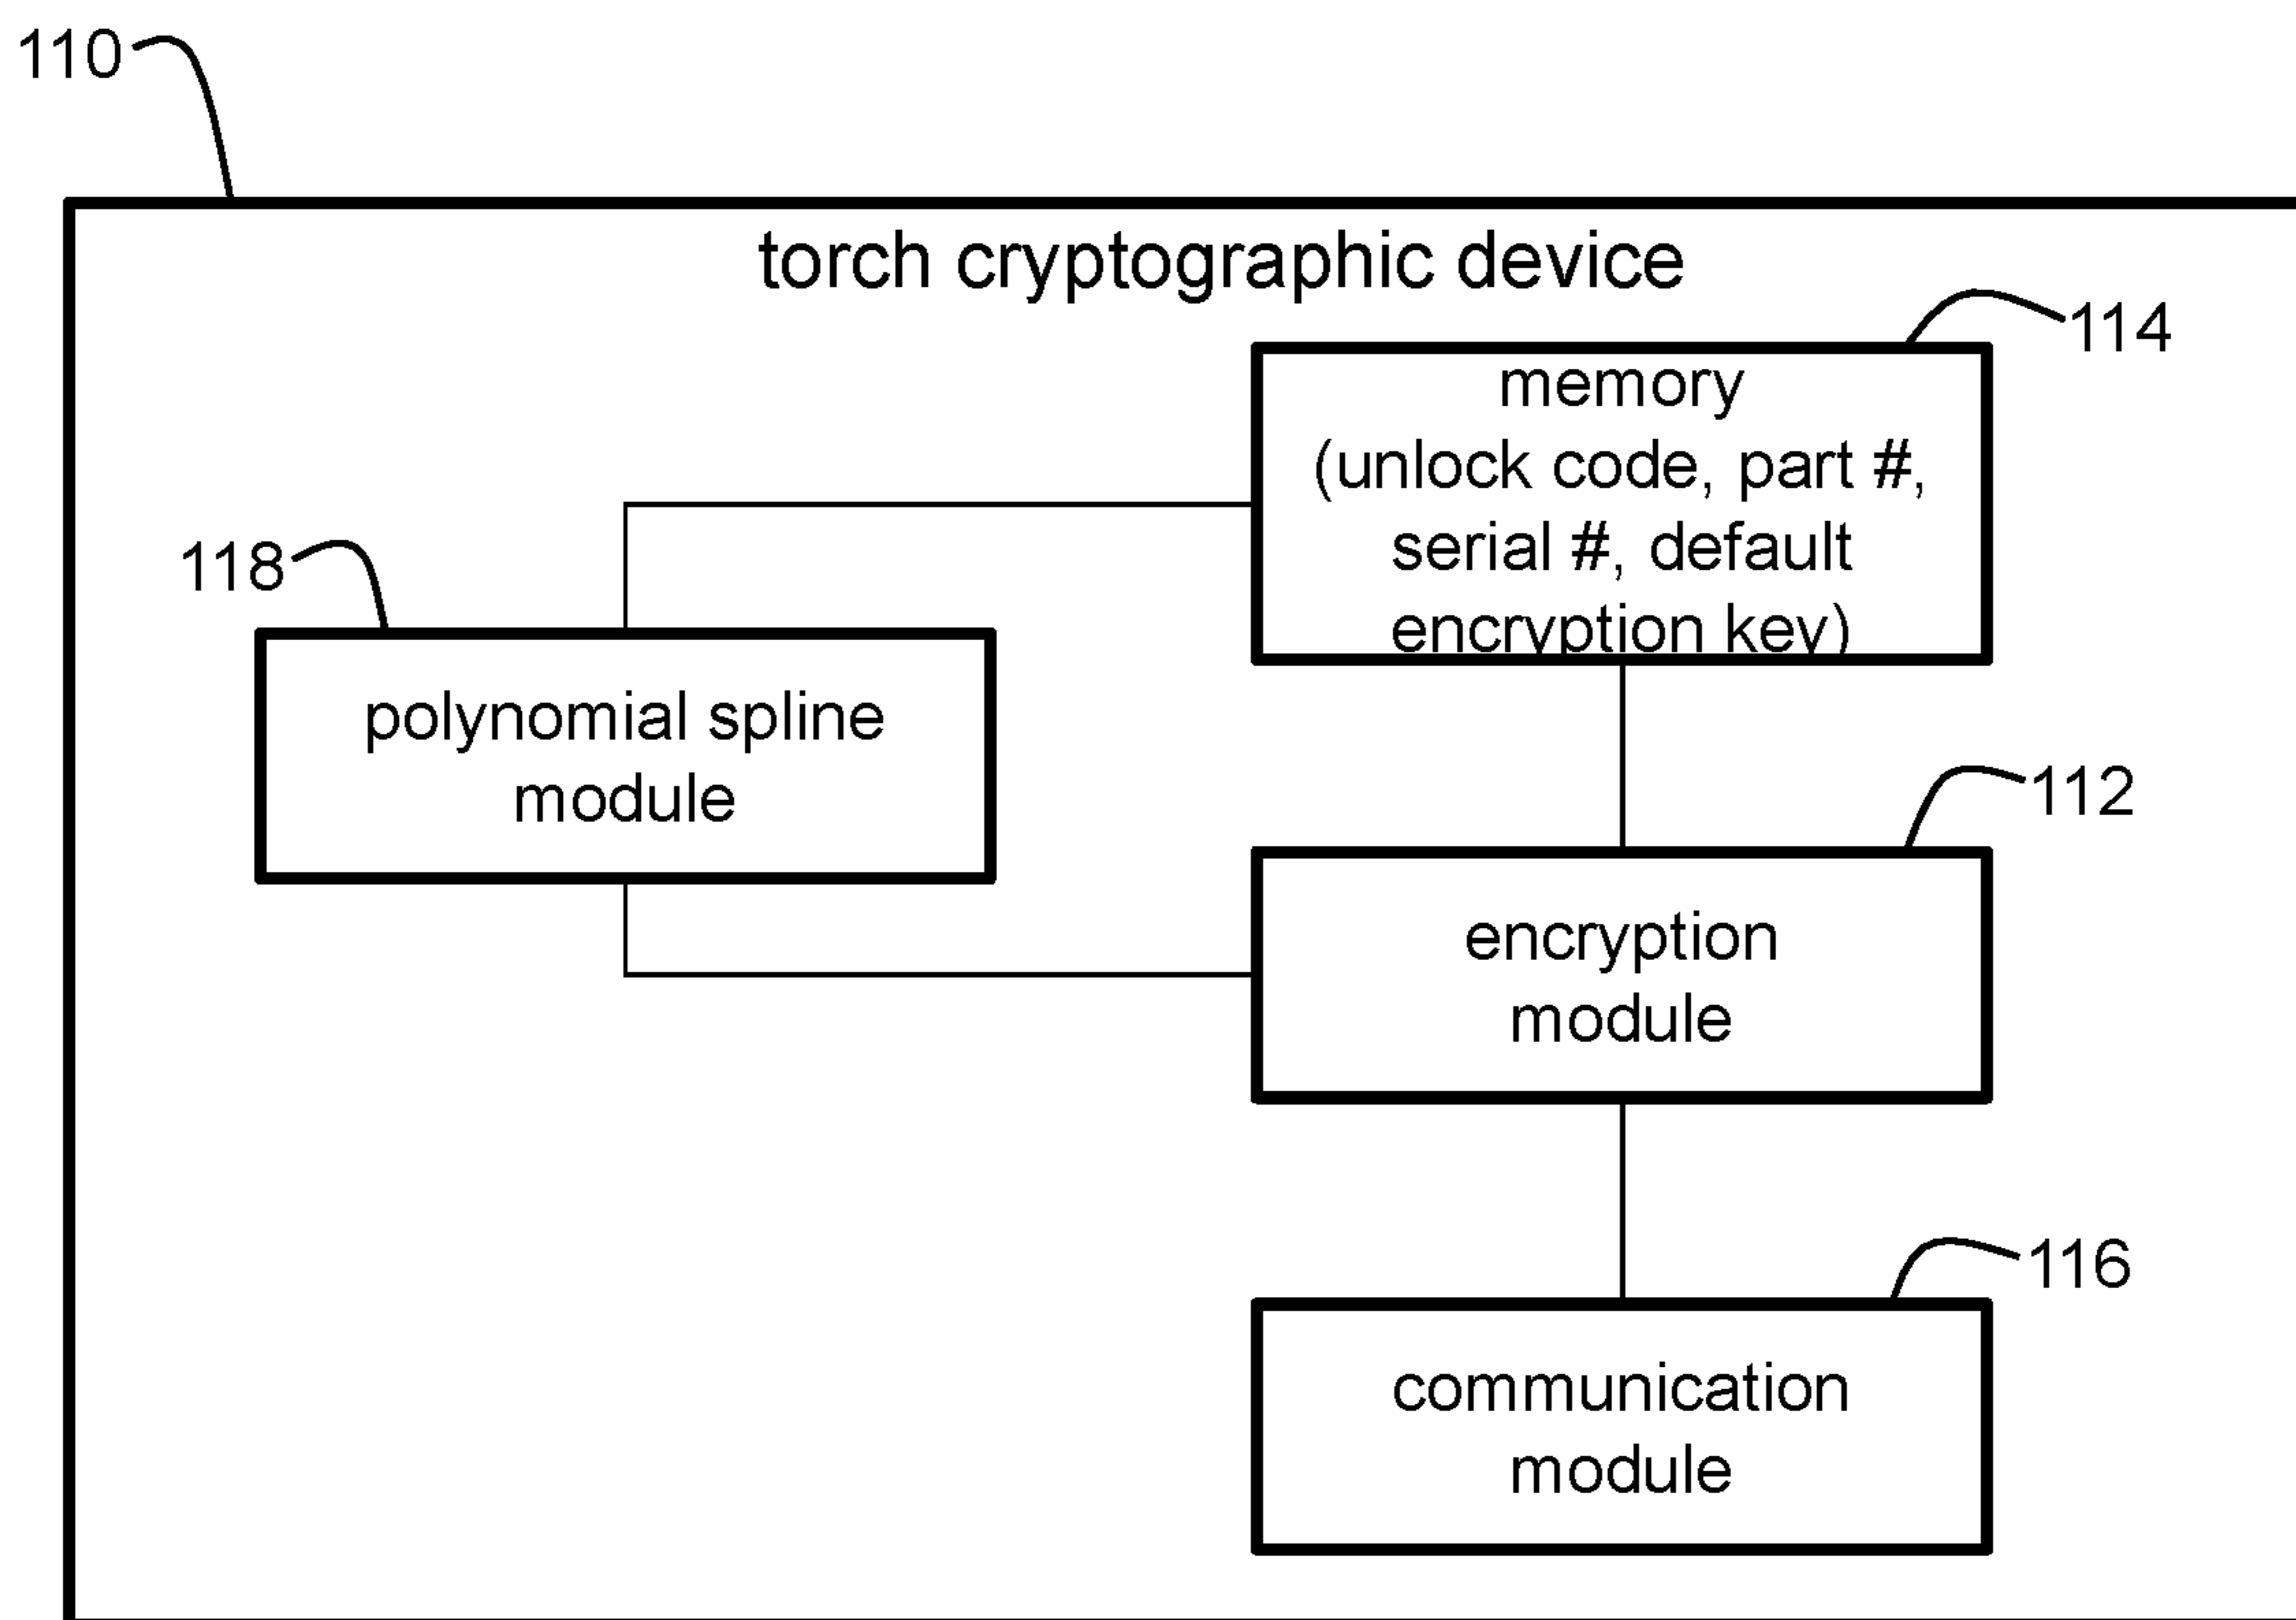 110
torch cryptographic device
114
memory
(unlock code, part #,
serial #, default
encryption key)
118
polynomial spline
module
112
encryption
module
116
communication
module